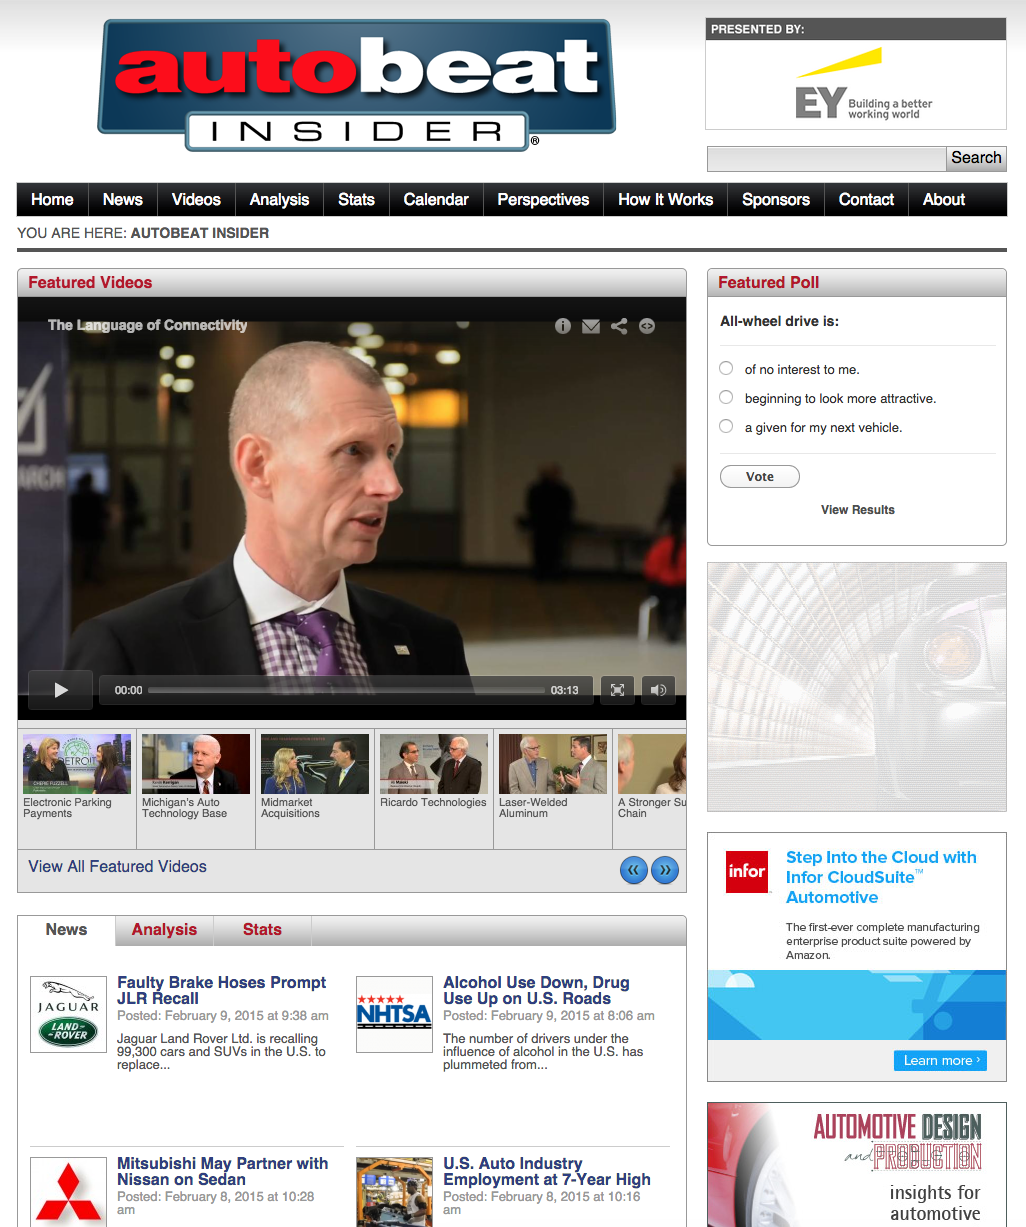 autobeat
INSIDER®
PRESENTED BY:
EY Building a better
working world
Search
Home News Videos Analysis Stats Calendar Perspectives How It Works Sponsors Contact About
YOU ARE HERE: AUTOBEAT INSIDER
Featured Videos
The Language of Connectivity
ARCH
00:00 03:13
DETROIT
Electronic Parking
Payments
Michigan's Auto
Technology Base
Midmarket
Acquisitions
Ricardo Technologies
Laser-Welded
Aluminum
A Stronger Su
Chain
View All Featured Videos
Featured Poll
All-wheel drive is:
of no interest to me.
beginning to look more attractive.
a given for my next vehicle.
Vote
View Results
infor
Step Into the Cloud with
Infor CloudSuite™
Automotive
The first-ever complete manufacturing
enterprise product suite powered by
Amazon.
Learn more ›
AUTOMOTIVE DESIGN
and PRODUCTION
insights for
automotive
News Analysis Stats
JAGUAR
LAND-
ROVER
Faulty Brake Hoses Prompt
JLR Recall
Posted: February 9, 2015 at 9:38 am
Jaguar Land Rover Ltd. is recalling
99,300 cars and SUVs in the U.S. to
replace...
NHTSA
Alcohol Use Down, Drug
Use Up on U.S. Roads
Posted: February 9, 2015 at 8:06 am
The number of drivers under the
influence of alcohol in the U.S. has
plummeted from...
Mitsubishi May Partner with
Nissan on Sedan
Posted: February 8, 2015 at 10:28
am
U.S. Auto Industry
Employment at 7-Year High
Posted: February 8, 2015 at 10:16
am